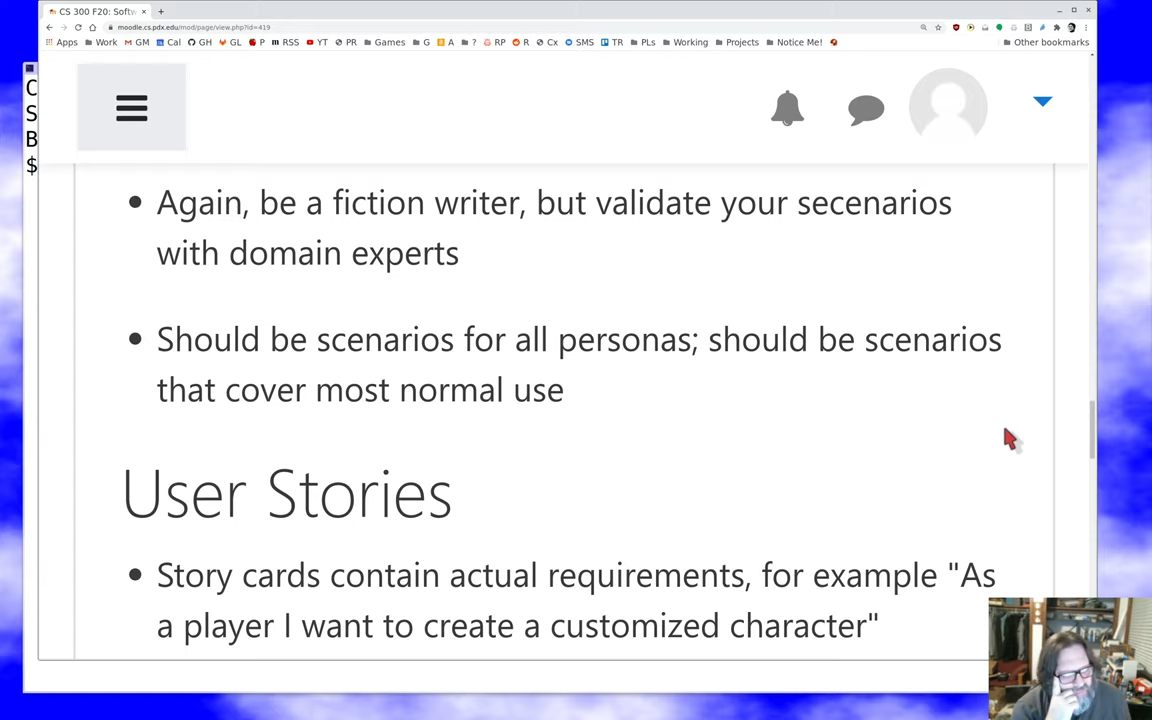 CS 300 F20: Softw
moodle.cs.pdx.edu/mod/page/view.php?id=419
Apps Work GM Cal GH GL P RSS YT PR Games G A ? RP R Cx SMS TR PLs Working Projects Notice Me! Other bookmarks
C
S
B
$
• Again, be a fiction writer, but validate your secenarios
with domain experts
• Should be scenarios for all personas; should be scenarios
that cover most normal use
User Stories
• Story cards contain actual requirements, for example "As
a player I want to create a customized character"